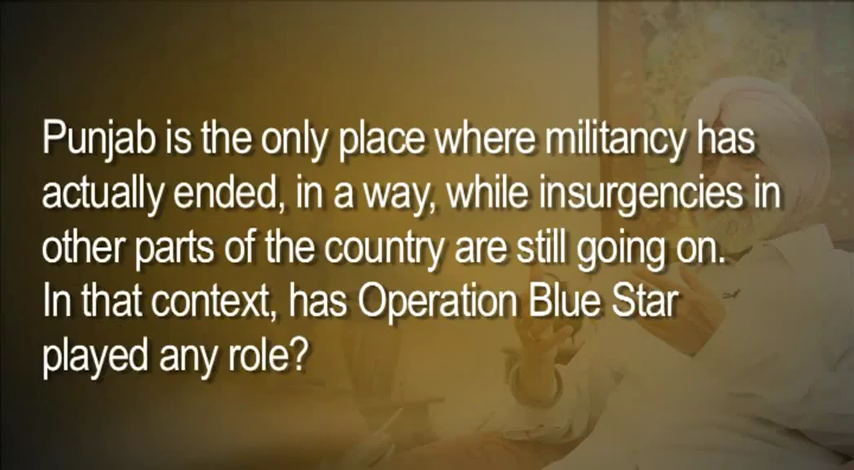 Punjab is the only place where militancy has
actually ended, in a way, while insurgencies in
other parts of the country are still going on.
In that context, has Operation Blue Star
played any role?